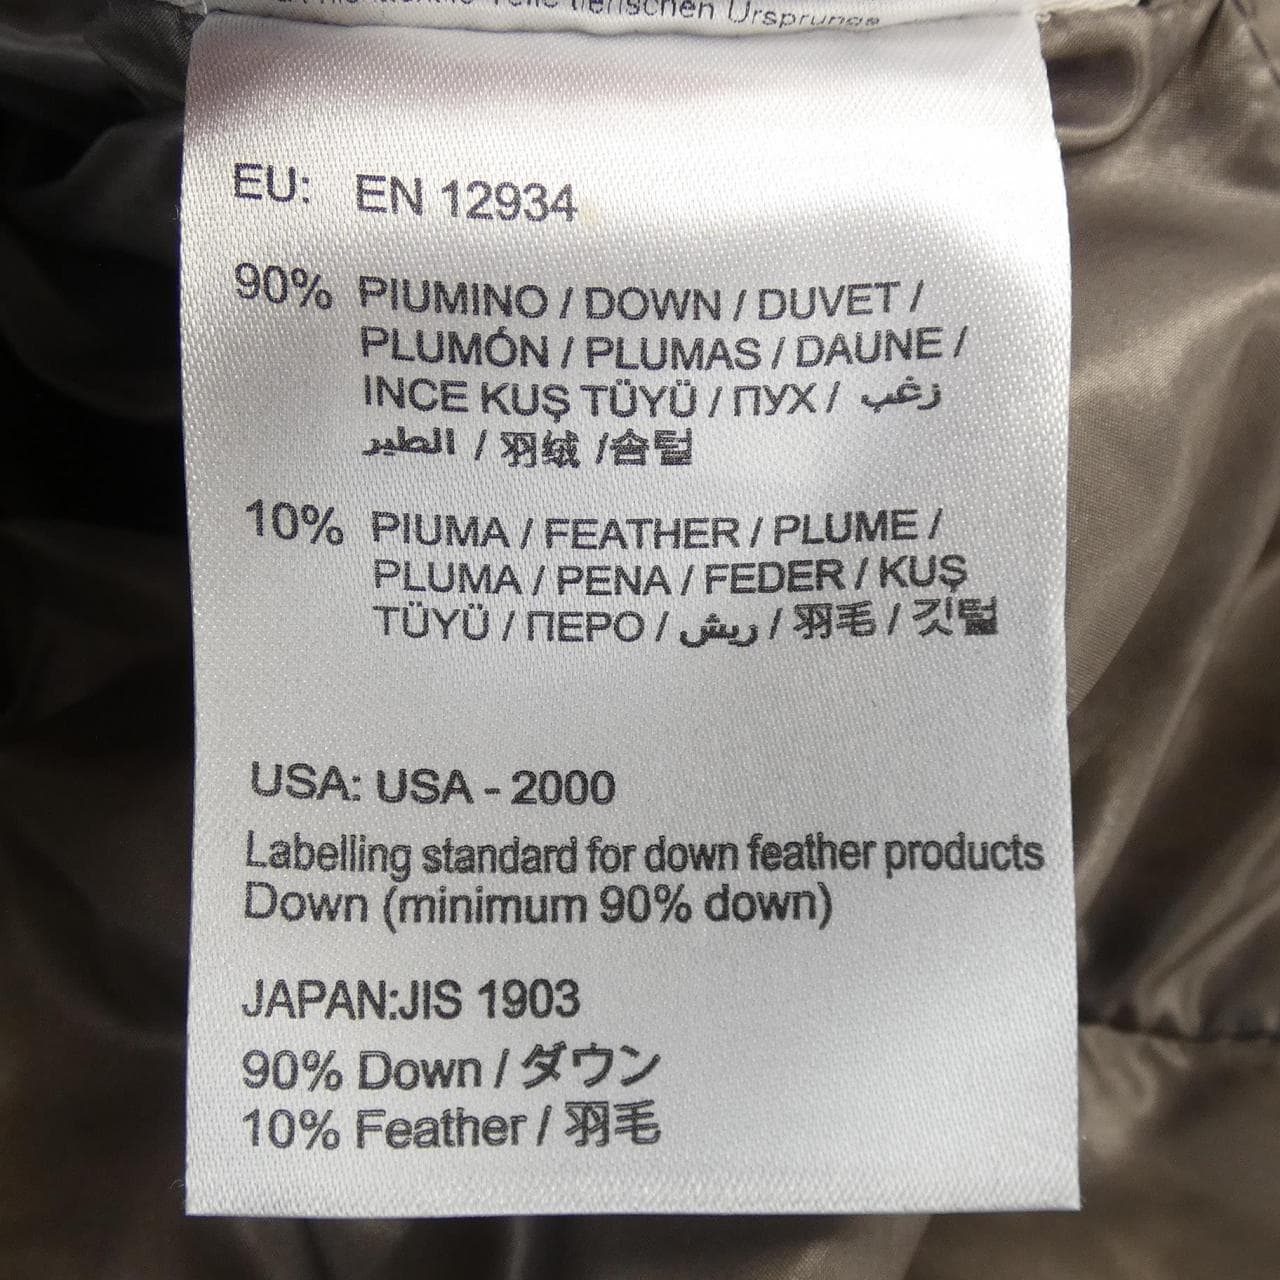 tierischen Ursprungs
EU: EN 12934
90% PIUMINO / DOWN / DUVET /
PLUMÓN / PLUMAS / DAUNE /
INCE KUŞ TÜYÜ / ПУХ / زغب
الطير / 羽绒 /솜털
10% PIUMA / FEATHER / PLUME /
PLUMA / PENA / FEDER / KUŞ
TÜYÜ / ПЕРО / ريش / 羽毛 / 깃털
USA: USA - 2000
Labelling standard for down feather products
Down (minimum 90% down)
JAPAN:JIS 1903
90% Down / ダウン
10% Feather / 羽毛